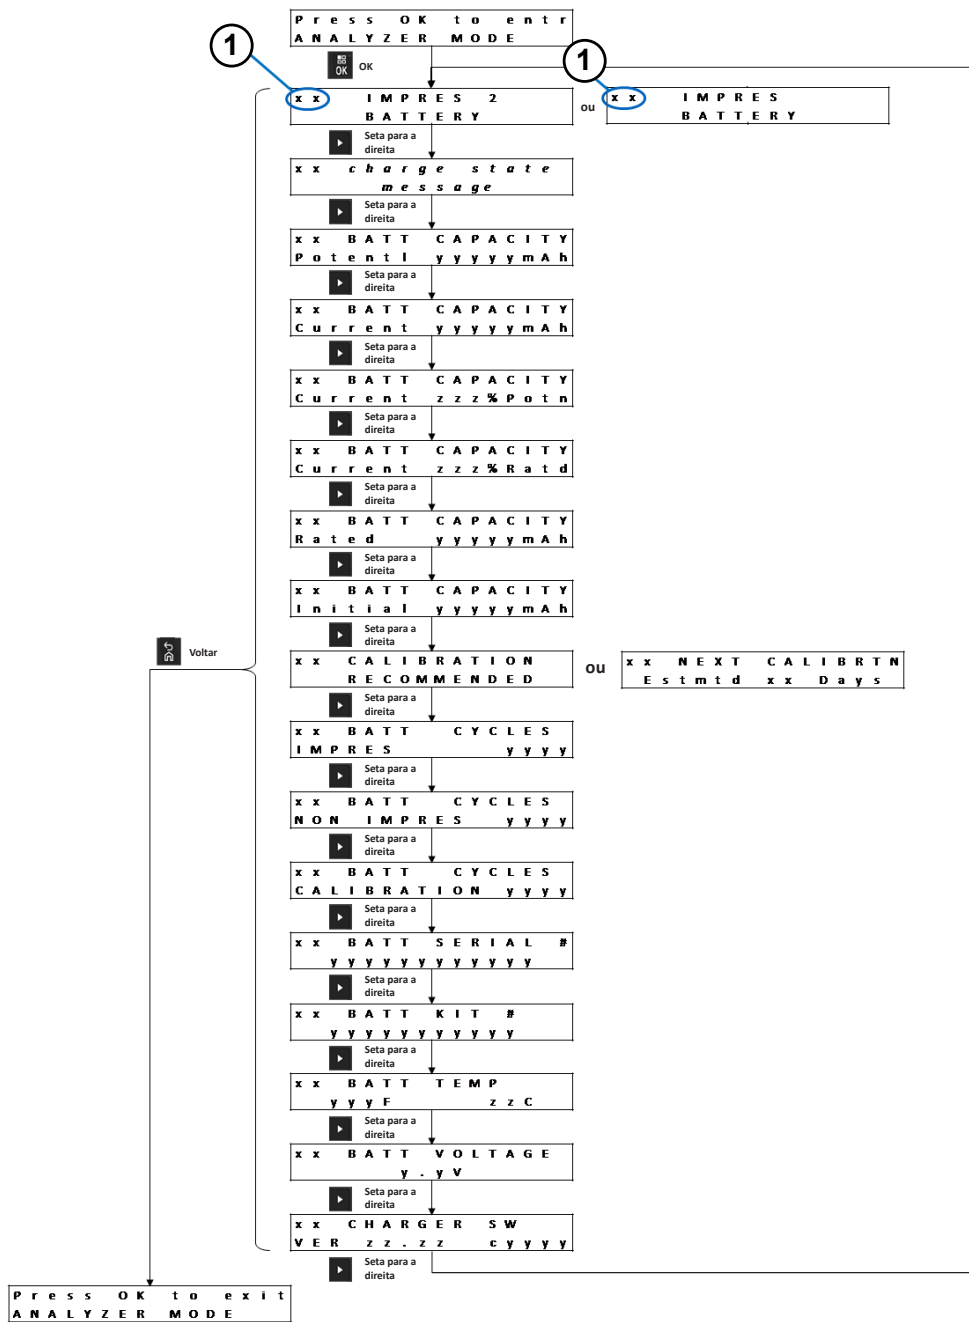 Press OK to entr
ANALYZER MODE
1
1
OK
OK
xx IMPRES 2
BATTERY
ou
xx IMPRES
BATTERY
Seta para a
direita
xx charge state
message
Seta para a
direita
xx BATT CAPACITY
Potentl yyyyymAh
Seta para a
direita
xx BATT CAPACITY
Current yyyyymAh
Seta para a
direita
xx BATT CAPACITY
Current zzz%Potn
Seta para a
direita
xx BATT CAPACITY
Current zzz%Ratd
Seta para a
direita
xx BATT CAPACITY
Rated yyyyymAh
Seta para a
direita
xx BATT CAPACITY
Initial yyyyymAh
Seta para a
direita
Voltar
xx CALIBRATION
RECOMMENDED
ou
xx NEXT CALIBRTN
Estmtd xx Days
Seta para a
direita
xx BATT CYCLES
IMPRES yyyy
Seta para a
direita
xx BATT CYCLES
NON IMPRES yyyy
Seta para a
direita
xx BATT CYCLES
CALIBRATION yyyy
Seta para a
direita
xx BATT SERIAL #
yyyyyyyyyyyy
Seta para a
direita
xx BATT KIT #
yyyyyyyyyyy
Seta para a
direita
xx BATT TEMP
yyyF zzC
Seta para a
direita
xx BATT VOLTAGE
y.yV
Seta para a
direita
xx CHARGER SW
VER zz.zz cyyyy
Seta para a
direita
Press OK to exit
ANALYZER MODE